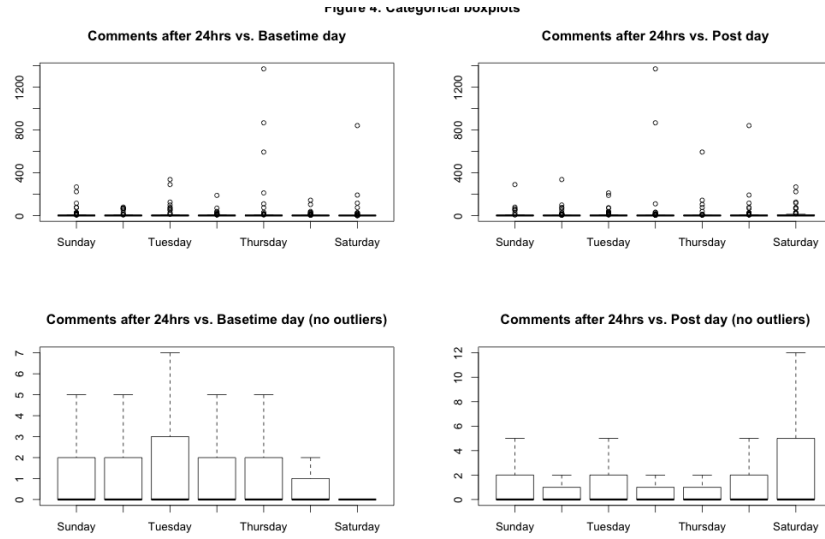 Figure 4: Categorical boxplots
Comments after 24hrs vs. Basetime day
Comments after 24hrs vs. Post day
0 400 800 1200
Sunday Tuesday Thursday Saturday
0 400 800 1200
Sunday Tuesday Thursday Saturday
Comments after 24hrs vs. Basetime day (no outliers)
Comments after 24hrs vs. Post day (no outliers)
0 1 2 3 4 5 6 7
Sunday Tuesday Thursday Saturday
0 2 4 6 8 10 12
Sunday Tuesday Thursday Saturday